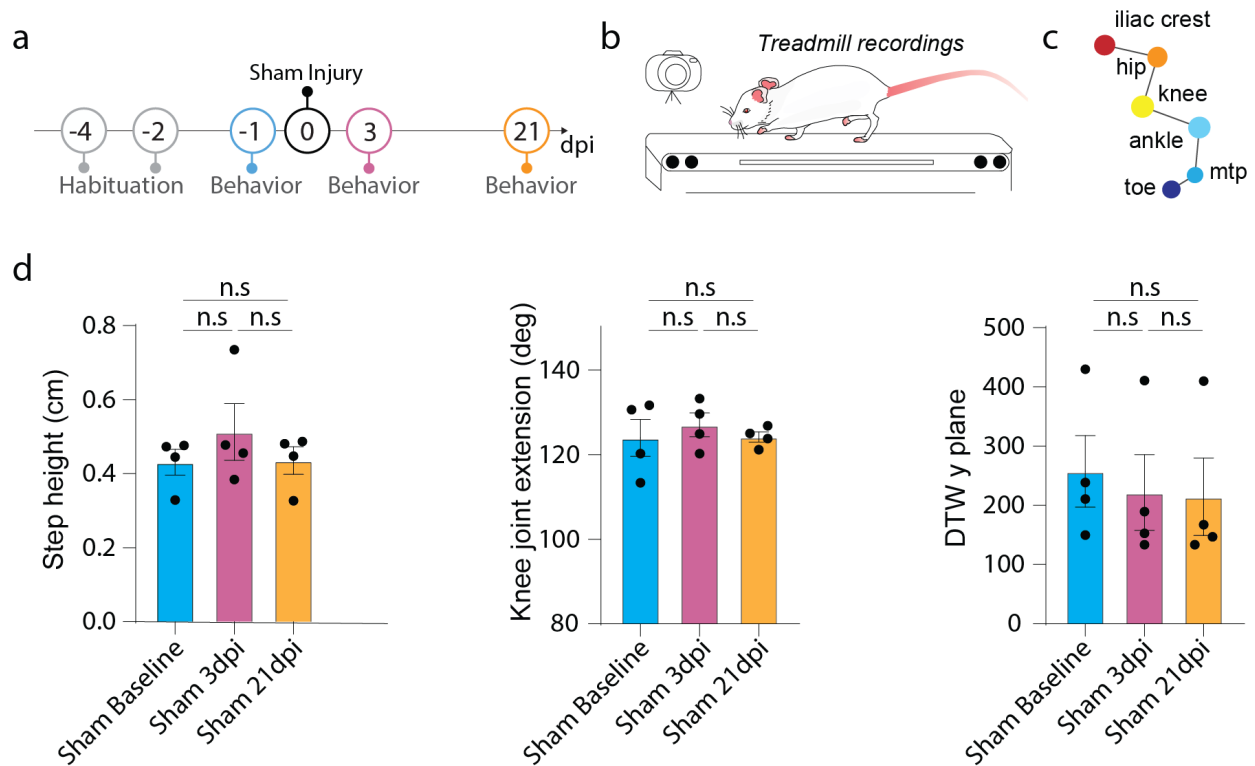 a
Sham Injury
-4
-2
-1
0
3
21
dpi
Habituation
Behavior
Behavior
Behavior
b
Treadmill recordings
c
iliac crest
hip
knee
ankle
mtp
toe
d
n.s
n.s n.s
0.8
0.6
0.4
0.2
0.0
Step height (cm)
Sham Baseline
Sham 3dpi
Sham 21dpi
n.s
n.s n.s
140
120
100
80
Knee joint extension (deg)
Sham Baseline
Sham 3dpi
Sham 21dpi
n.s
n.s n.s
500
400
300
200
100
0
DTW y plane
Sham Baseline
Sham 3dpi
Sham 21dpi